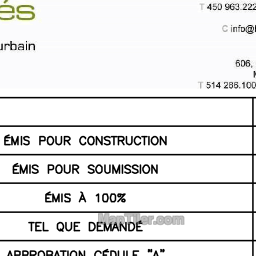 és
T 450 963.222
urbain
C info@
606,
T 514 286.100
ÉMIS POUR CONSTRUCTION
ÉMIS POUR SOUMISSION
ÉMIS À 100%
TEL QUE DEMANDÉ
MapTiler.com
APPROBATION CÉDULE "A"